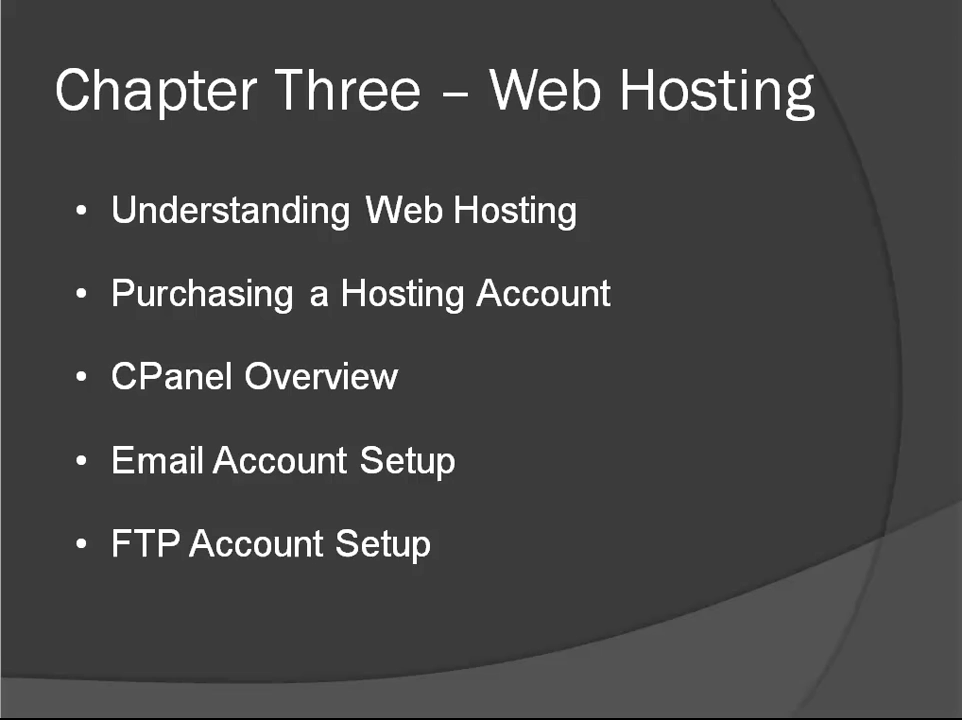 Chapter Three – Web Hosting
• Understanding Web Hosting
• Purchasing a Hosting Account
• CPanel Overview
• Email Account Setup
• FTP Account Setup